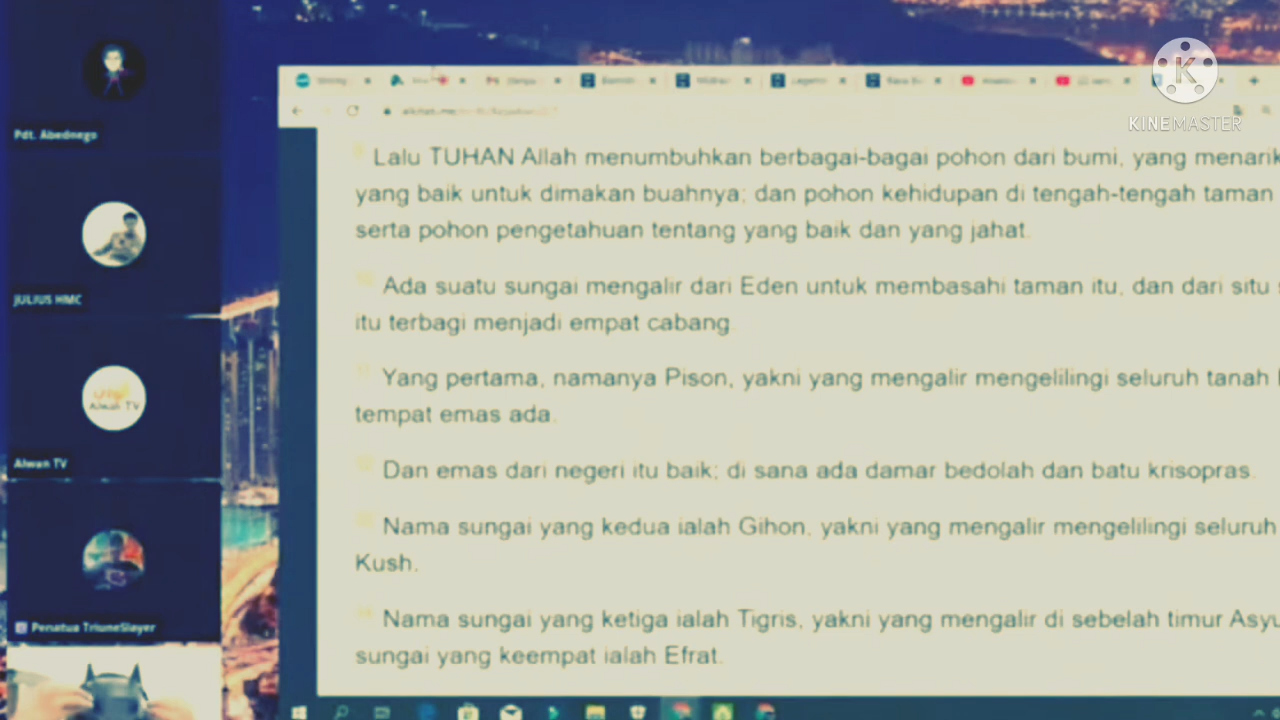 Pdt. Abednego
JULIUS HMC
Alwan TV
Alwan TV
Penatua TriuneSlayer
KINEMASTER
Lalu TUHAN Allah menumbuhkan berbagai-bagai pohon dari bumi, yang menarik
yang baik untuk dimakan buahnya; dan pohon kehidupan di tengah-tengah taman
serta pohon pengetahuan tentang yang baik dan yang jahat.
Ada suatu sungai mengalir dari Eden untuk membasahi taman itu, dan dari situ
itu terbagi menjadi empat cabang.
Yang pertama, namanya Pison, yakni yang mengalir mengelilingi seluruh tanah
tempat emas ada.
Dan emas dari negeri itu baik; di sana ada damar bedolah dan batu krisopras.
Nama sungai yang kedua ialah Gihon, yakni yang mengalir mengelilingi seluruh
Kush.
Nama sungai yang ketiga ialah Tigris, yakni yang mengalir di sebelah timur Asyu
sungai yang keempat ialah Efrat.